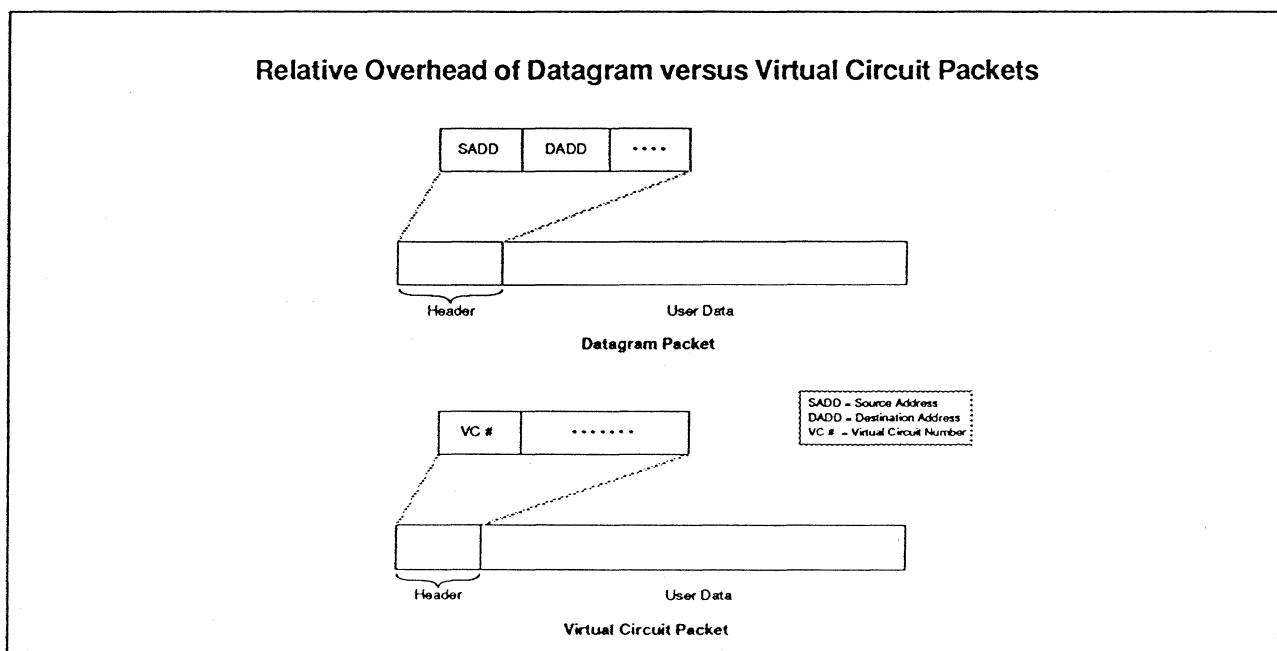 Relative Overhead of Datagram versus Virtual Circuit Packets
SADD DADD ····
Header User Data
Datagram Packet
SADD = Source Address
DADD = Destination Address
VC # = Virtual Circuit Number
VC # ·······
Header User Data
Virtual Circuit Packet